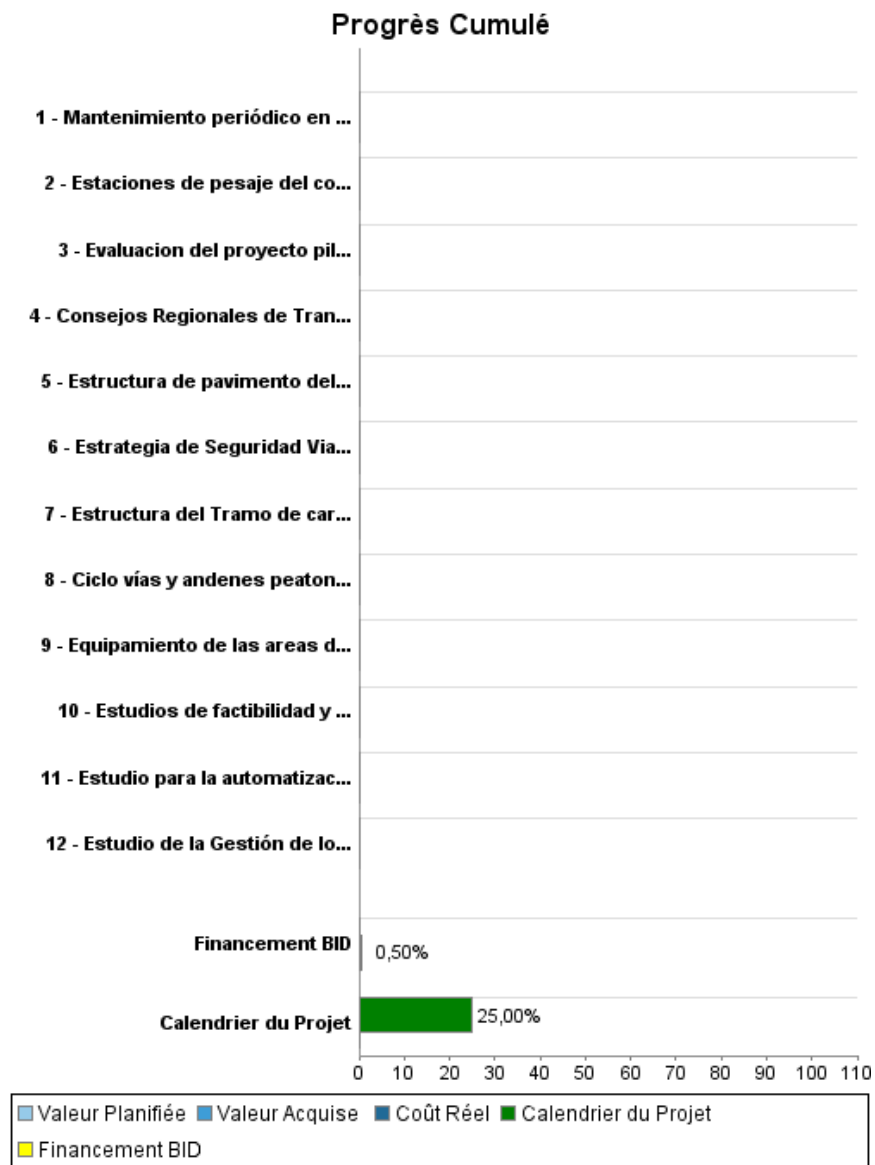 Progrès Cumulé
1 - Mantenimiento periódico en ...
2 - Estaciones de pesaje del co...
3 - Evaluacion del proyecto pil...
4 - Consejos Regionales de Tran...
5 - Estructura de pavimento del...
6 - Estrategia de Seguridad Via...
7 - Estructura del Tramo de car...
8 - Ciclo vías y andenes peaton...
9 - Equipamiento de las areas d...
10 - Estudios de factibilidad y ...
11 - Estudio para la automatizac...
12 - Estudio de la Gestión de lo...
Financement BID 0,50%
Calendrier du Projet 25,00%
0 10 20 30 40 50 60 70 80 90 100 110
Valeur Planifiée Valeur Acquise Coût Réel Calendrier du Projet
Financement BID